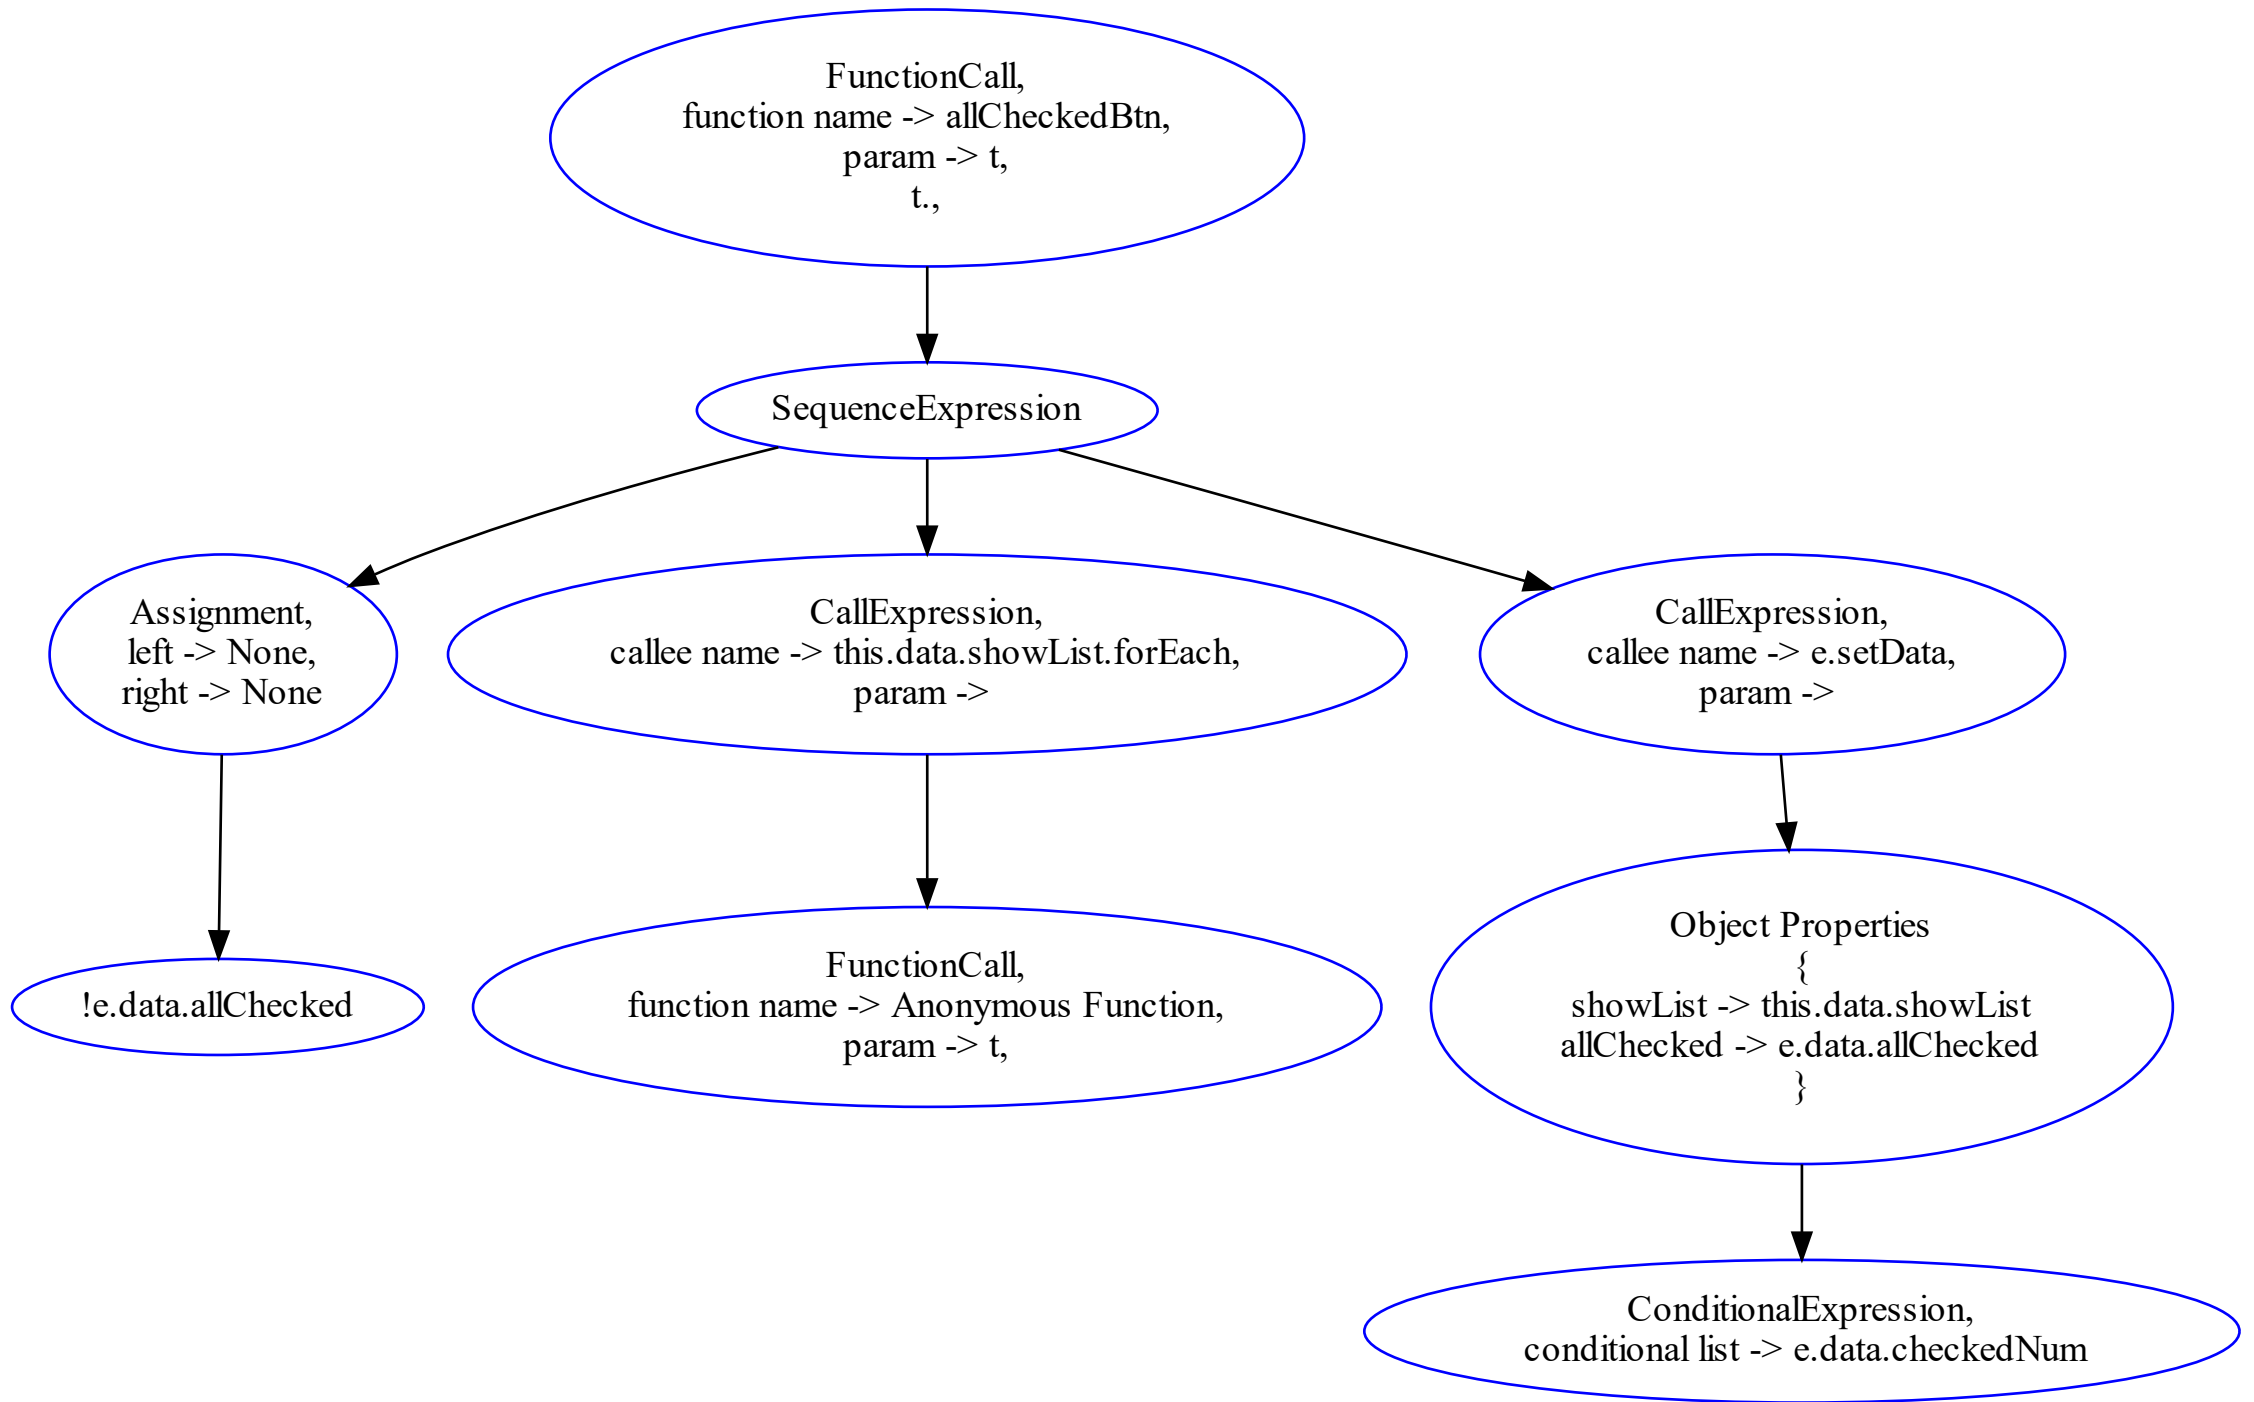 FunctionCall,
function name -> allCheckedBtn,
param -> t,
t.,
SequenceExpression
Assignment,
left -> None,
right -> None
CallExpression,
callee name -> this.data.showList.forEach,
param ->
CallExpression,
callee name -> e.setData,
param ->
!e.data.allChecked
FunctionCall,
function name -> Anonymous Function,
param -> t,
Object Properties
{
showList -> this.data.showList
allChecked -> e.data.allChecked
}
ConditionalExpression,
conditional list -> e.data.checkedNum